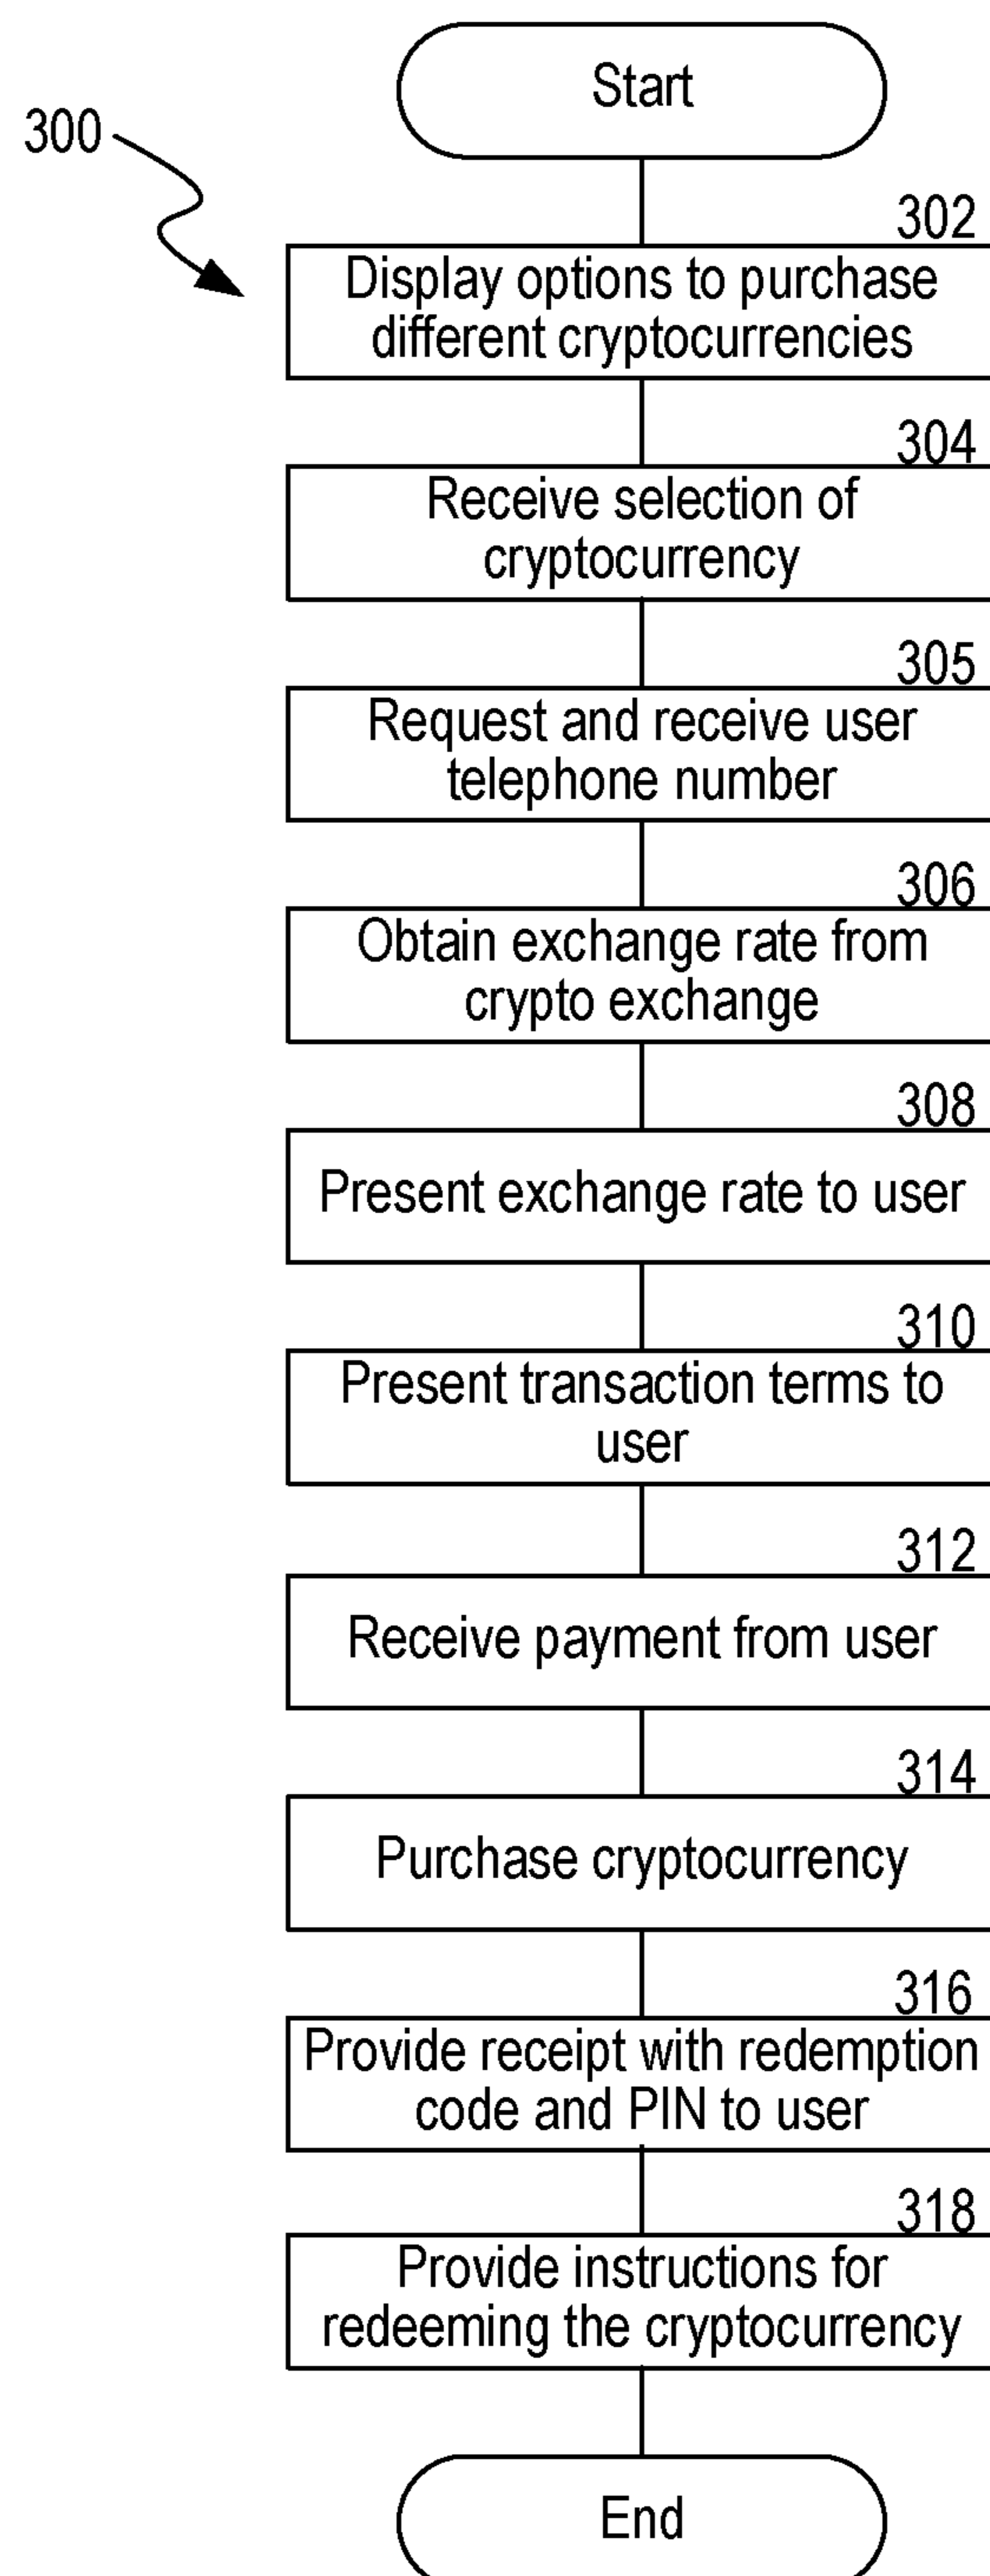 Start
300
302
Display options to purchase
different cryptocurrencies
304
Receive selection of
cryptocurrency
305
Request and receive user
telephone number
306
Obtain exchange rate from
crypto exchange
308
Present exchange rate to user
310
Present transaction terms to
user
312
Receive payment from user
314
Purchase cryptocurrency
316
Provide receipt with redemption
code and PIN to user
318
Provide instructions for
redeeming the cryptocurrency
End